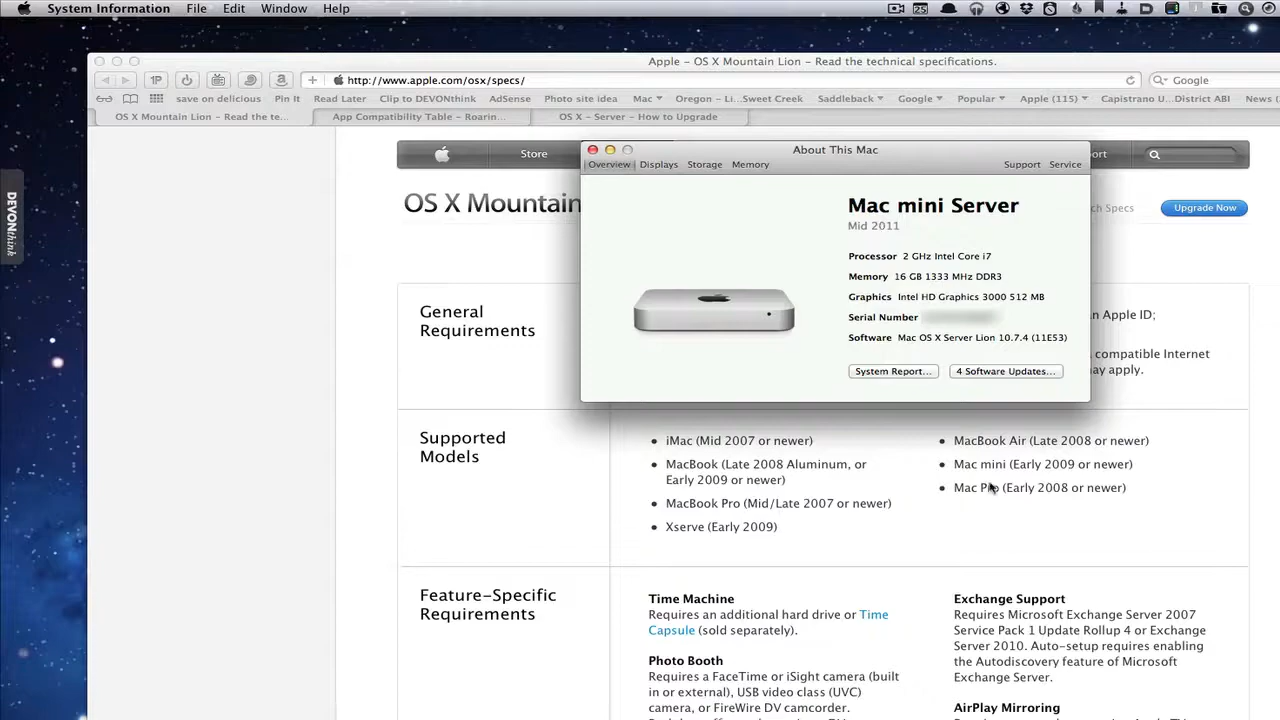 System Information File Edit Window Help
Apple – OS X Mountain Lion – Read the technical specifications.
1P
http://www.apple.com/osx/specs/
Google
save on delicious Pin It Read Later Clip to DEVONthink AdSense Photo site idea Mac Oregon – Li...Sweet Creek Saddleback Google Popular Apple (115) Capistrano U...District ABI News
OS X Mountain Lion – Read the te... App Compatibility Table – Roarin... OS X – Server – How to Upgrade
DEVONthink
Store
About This Mac
Overview Displays Storage Memory Support Service
OS X Mountain
ch Specs
Upgrade Now
Mac mini Server
Mid 2011
Processor 2 GHz Intel Core i7
Memory 16 GB 1333 MHz DDR3
Graphics Intel HD Graphics 3000 512 MB
Serial Number
Software Mac OS X Server Lion 10.7.4 (11E53)
System Report... 4 Software Updates...
General
Requirements
an Apple ID;
compatible Internet
may apply.
Supported
Models
iMac (Mid 2007 or newer)
MacBook (Late 2008 Aluminum, or
Early 2009 or newer)
MacBook Pro (Mid/Late 2007 or newer)
Xserve (Early 2009)
MacBook Air (Late 2008 or newer)
Mac mini (Early 2009 or newer)
Mac Pro (Early 2008 or newer)
Feature-Specific
Requirements
Time Machine
Requires an additional hard drive or Time
Capsule (sold separately).
Photo Booth
Requires a FaceTime or iSight camera (built
in or external), USB video class (UVC)
camera, or FireWire DV camcorder.
Exchange Support
Requires Microsoft Exchange Server 2007
Service Pack 1 Update Rollup 4 or Exchange
Server 2010. Auto-setup requires enabling
the Autodiscovery feature of Microsoft
Exchange Server.
AirPlay Mirroring